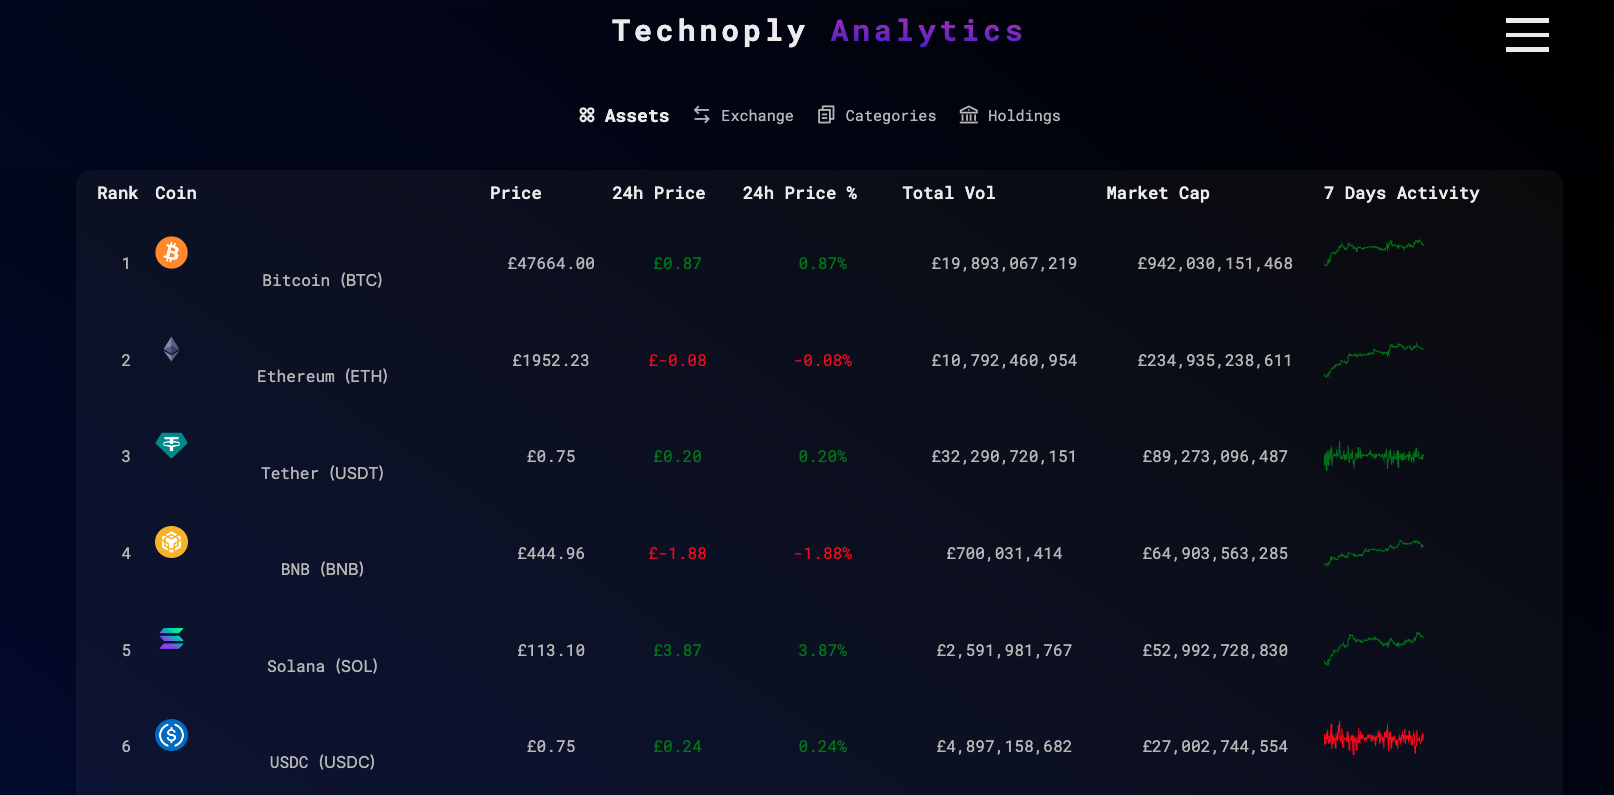 Technoply Analytics
Assets Exchange Categories Holdings
Rank Coin Price 24h Price 24h Price % Total Vol Market Cap 7 Days Activity
1 Bitcoin (BTC) £47664.00 £0.87 0.87% £19,893,067,219 £942,030,151,468
2 Ethereum (ETH) £1952.23 £-0.08 -0.08% £10,792,460,954 £234,935,238,611
3 Tether (USDT) £0.75 £0.20 0.20% £32,290,720,151 £89,273,096,487
4 BNB (BNB) £444.96 £-1.88 -1.88% £700,031,414 £64,903,563,285
5 Solana (SOL) £113.10 £3.87 3.87% £2,591,981,767 £52,992,728,830
6 USDC (USDC) £0.75 £0.24 0.24% £4,897,158,682 £27,002,744,554